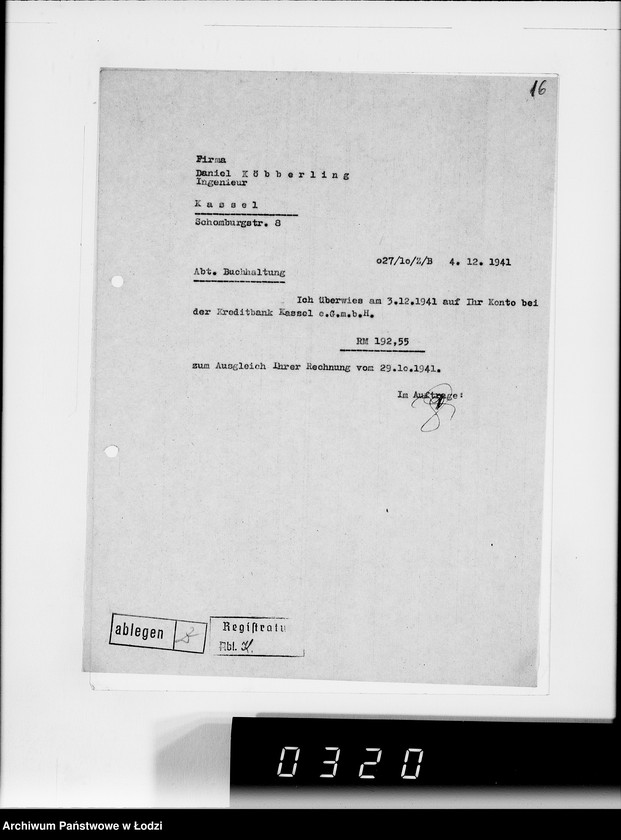 16
Firma
Daniel Köbberling
Ingenieur
Kassel
Schomburgstr. 8
o27/1o/Z/B 4. 12. 1941
Abt. Buchhaltung
Ich überwies am 3.12.1941 auf Ihr Konto bei
der Kreditbank Kassel e.G.m.b.H.
RM 192,55
zum Ausgleich Ihrer Rechnung vom 29.1o.1941.
Im Auftrage:
ablegen
Registratu
Abl. K.
0320
Archiwum Państwowe w Łodzi